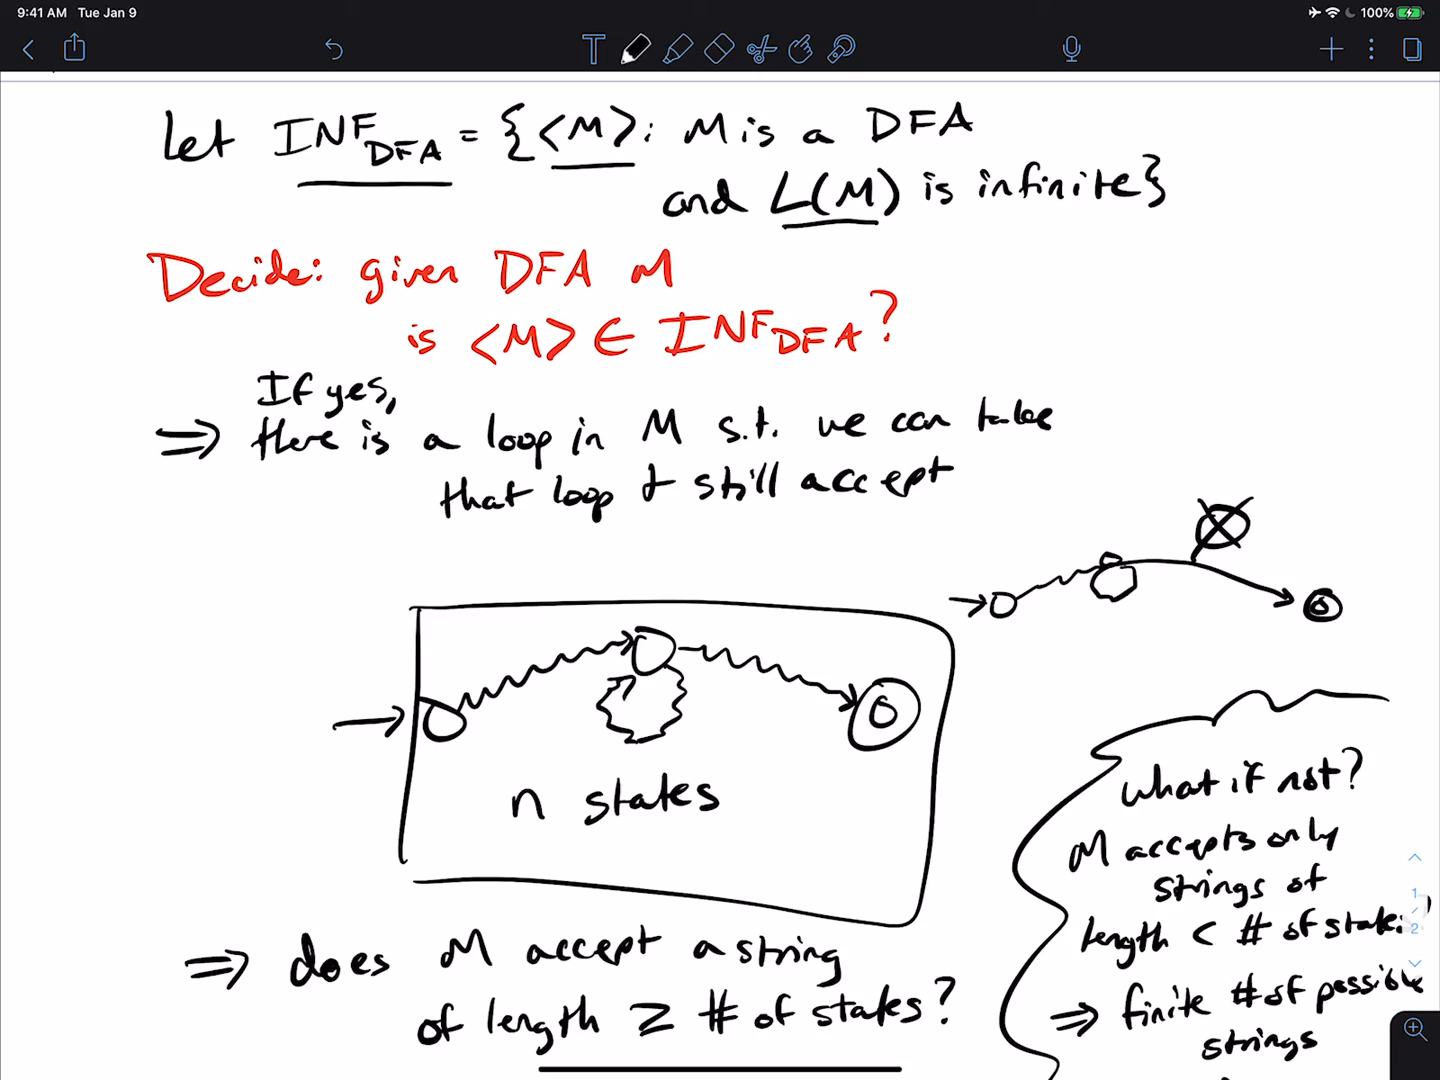 9:41 AM Tue Jan 9
100%
Let INF_DFA = {<M>: M is a DFA
and L(M) is infinite}
Decide: given DFA M
is <M> ∈ INF_DFA?
If yes,
⇒ there is a loop in M s.t. we can take
that loop & still accept
n states
⇒ does M accept a string
of length ≥ # of states?
What if not?
M accepts only
strings of
length < # of states
⇒ finite # of possible
strings
1
2